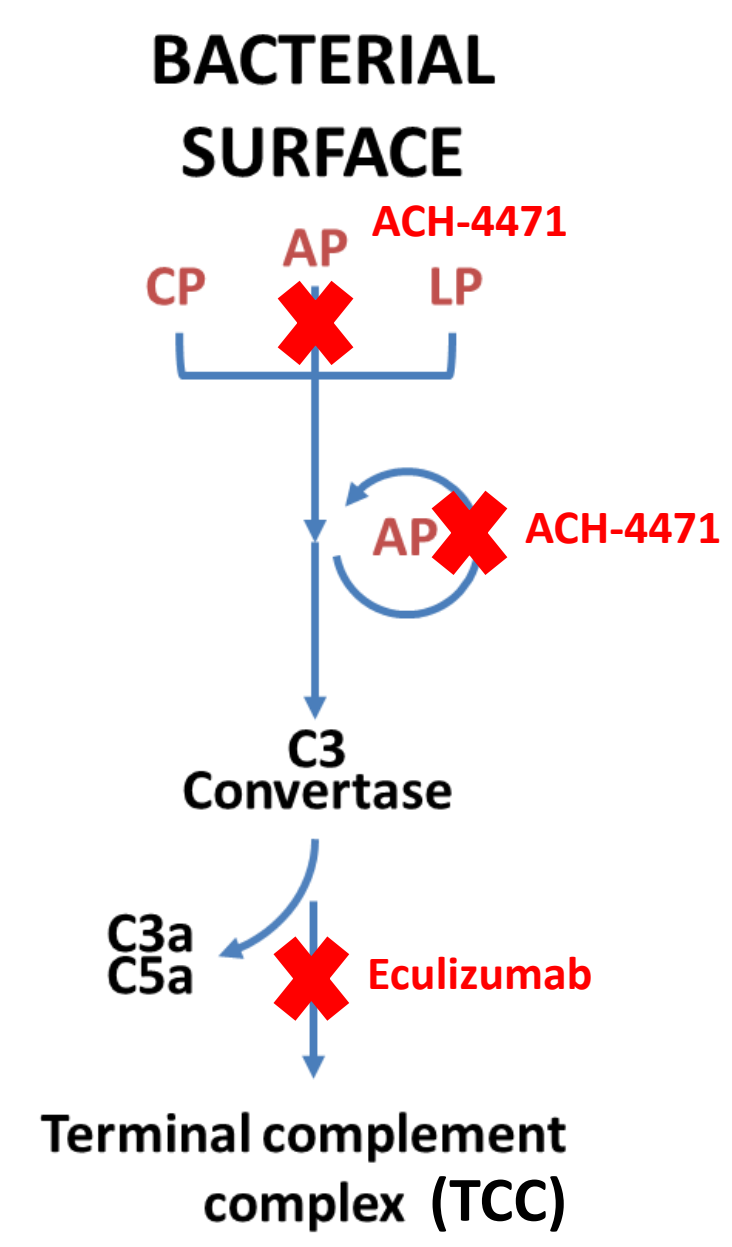 BACTERIAL
SURFACE
ACH-4471
AP
CP
LP
AP
ACH-4471
C3
Convertase
C3a
C5a
Eculizumab
Terminal complement
complex (TCC)